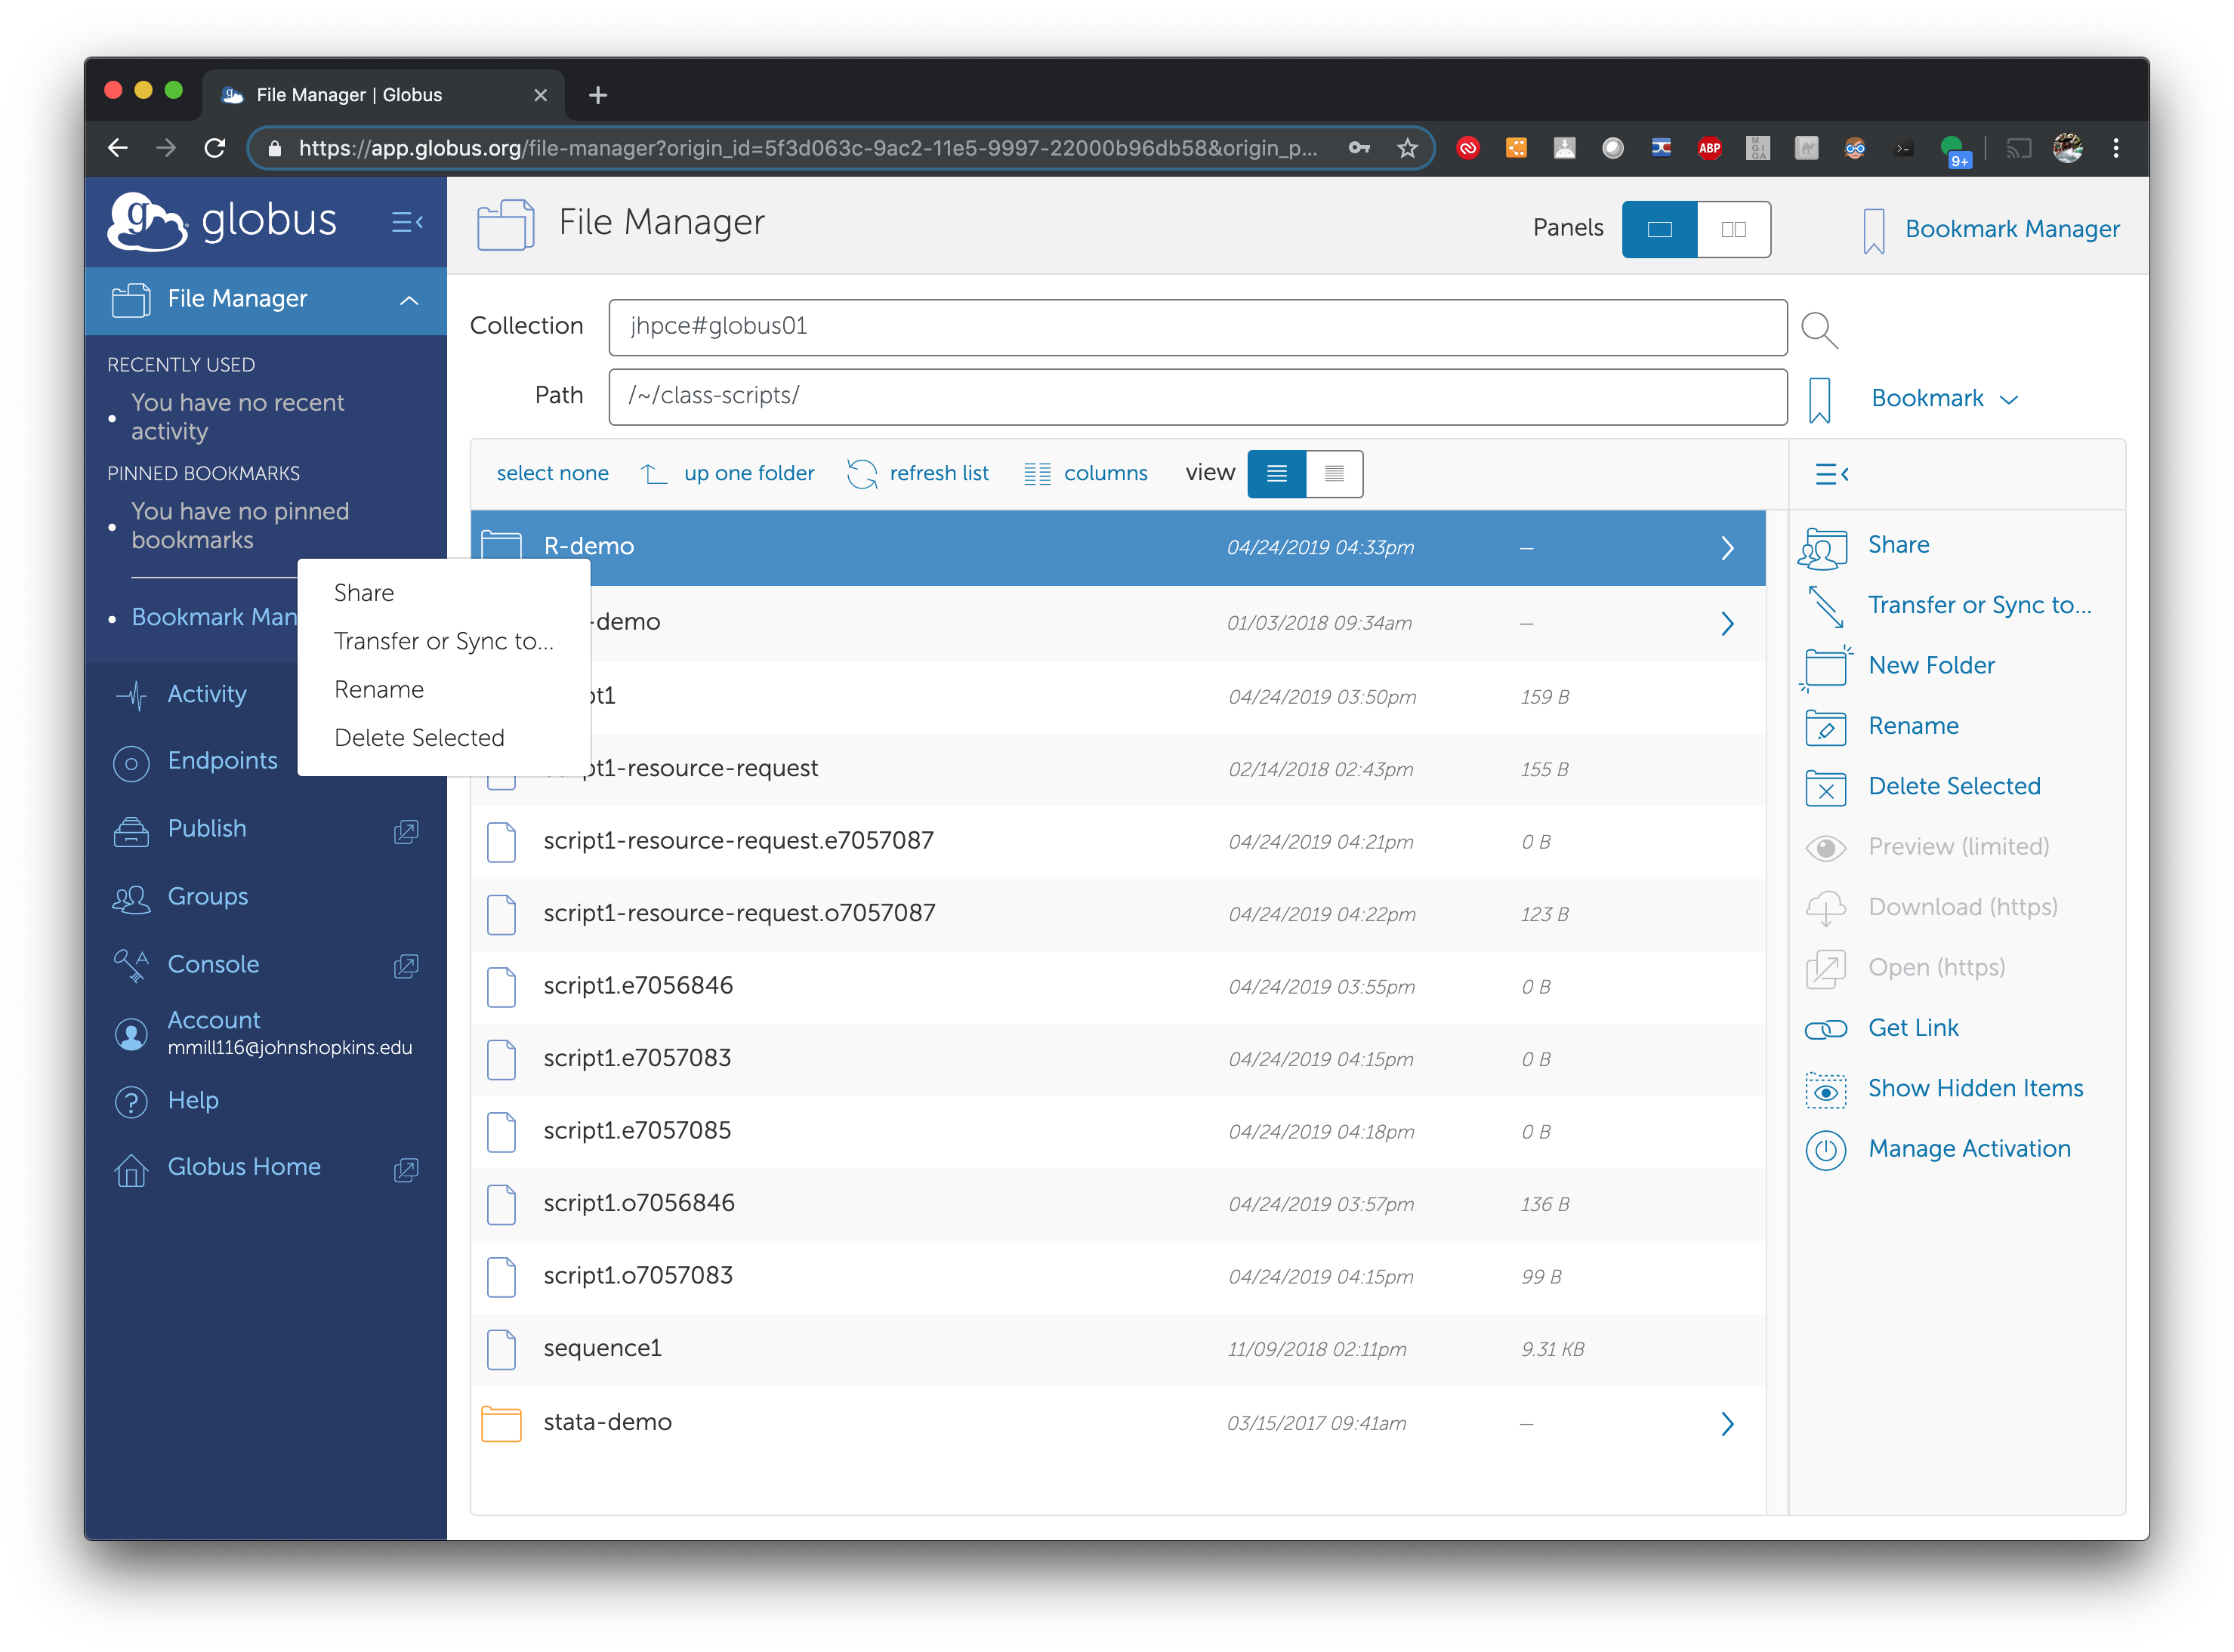 File Manager | Globus
https://app.globus.org/file-manager?origin_id=5f3d063c-9ac2-11e5-9997-22000b96db58&origin_p...
ABP
9+
globus
File Manager
Panels
Bookmark Manager
File Manager
RECENTLY USED
You have no recent
activity
PINNED BOOKMARKS
You have no pinned
bookmarks
Bookmark Man
Activity
Endpoints
Publish
Groups
Console
Account
mmill116@johnshopkins.edu
Help
Globus Home
Collection
jhpce#globus01
Path
/~/class-scripts/
Bookmark
select none
up one folder
refresh list
columns
view
R-demo 04/24/2019 04:33pm —
-demo 01/03/2018 09:34am —
pt1 04/24/2019 03:50pm 159 B
pt1-resource-request 02/14/2018 02:43pm 155 B
script1-resource-request.e7057087 04/24/2019 04:21pm 0 B
script1-resource-request.o7057087 04/24/2019 04:22pm 123 B
script1.e7056846 04/24/2019 03:55pm 0 B
script1.e7057083 04/24/2019 04:15pm 0 B
script1.e7057085 04/24/2019 04:18pm 0 B
script1.o7056846 04/24/2019 03:57pm 136 B
script1.o7057083 04/24/2019 04:15pm 99 B
sequence1 11/09/2018 02:11pm 9.31 KB
stata-demo 03/15/2017 09:41am —
Share
Transfer or Sync to...
Rename
Delete Selected
Share
Transfer or Sync to...
New Folder
Rename
Delete Selected
Preview (limited)
Download (https)
Open (https)
Get Link
Show Hidden Items
Manage Activation